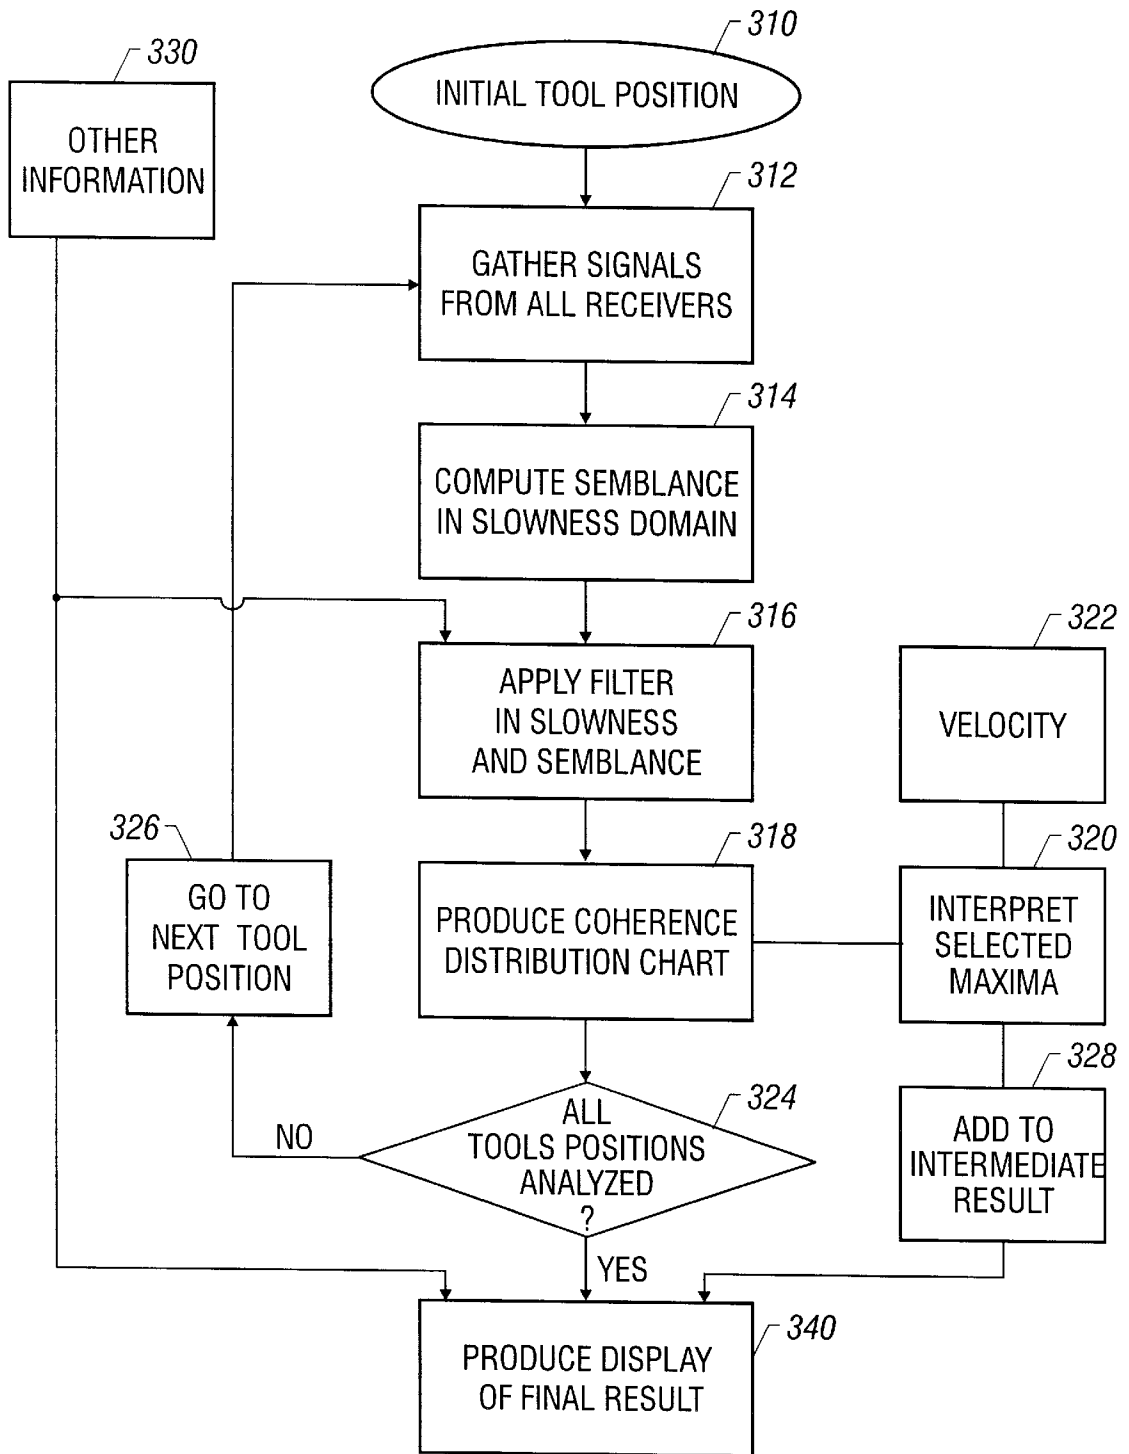 310
INITIAL TOOL POSITION
330
OTHER
INFORMATION
312
GATHER SIGNALS
FROM ALL RECEIVERS
314
COMPUTE SEMBLANCE
IN SLOWNESS DOMAIN
316
APPLY FILTER
IN SLOWNESS
AND SEMBLANCE
322
VELOCITY
326
GO TO
NEXT TOOL
POSITION
318
PRODUCE COHERENCE
DISTRIBUTION CHART
320
INTERPRET
SELECTED
MAXIMA
324
ALL
TOOLS POSITIONS
ANALYZED
?
NO
YES
328
ADD TO
INTERMEDIATE
RESULT
340
PRODUCE DISPLAY
OF FINAL RESULT